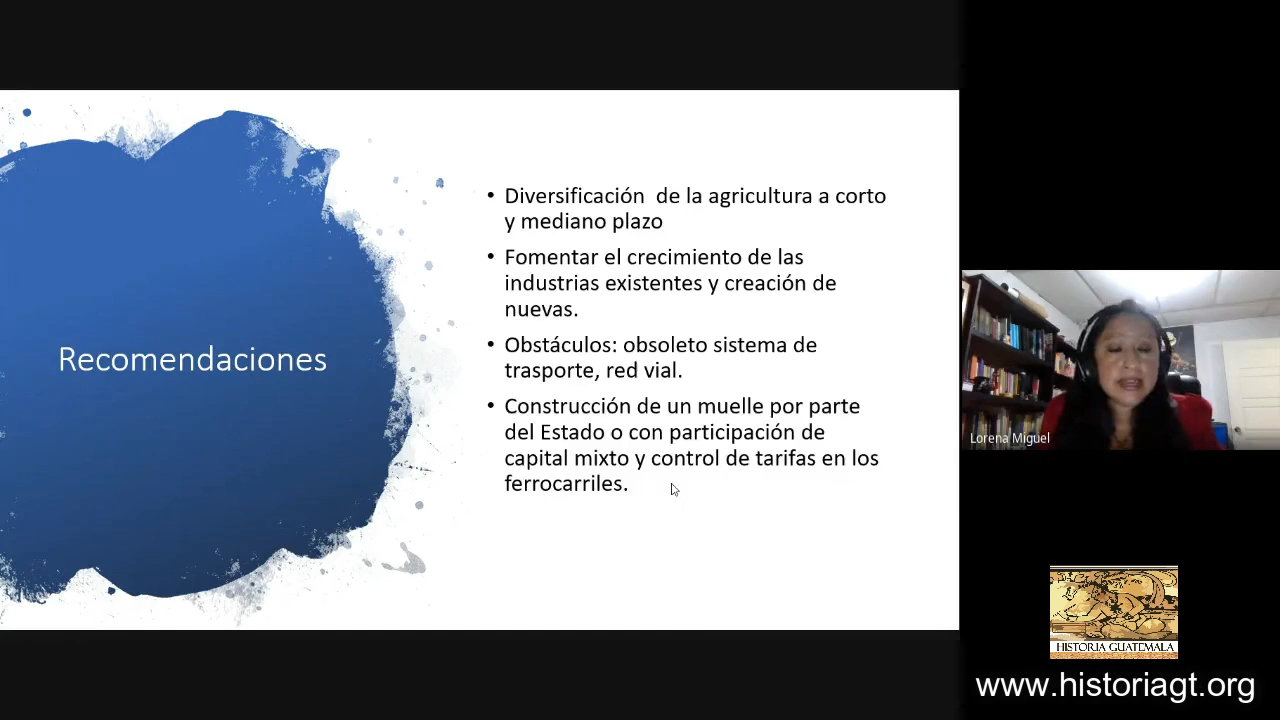 Recomendaciones
• Diversificación  de la agricultura a corto
y mediano plazo
• Fomentar el crecimiento de las
industrias existentes y creación de
nuevas.
• Obstáculos: obsoleto sistema de
trasporte, red vial.
• Construcción de un muelle por parte
del Estado o con participación de
capital mixto y control de tarifas en los
ferrocarriles.
Lorena Miguel
HISTORIA GUATEMALA
www.historiagt.org